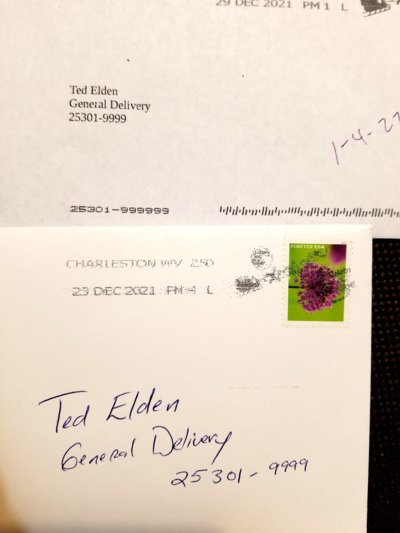 29 DEC 2021 PM 1 L
Ted Elden
General Delivery
25301-9999
1-4-22
25301-999999
CHARLESTON WV 250
FOREVER USA
23 DEC 2021 PM 4 L
Ted Elden
General Delivery
25301-9999